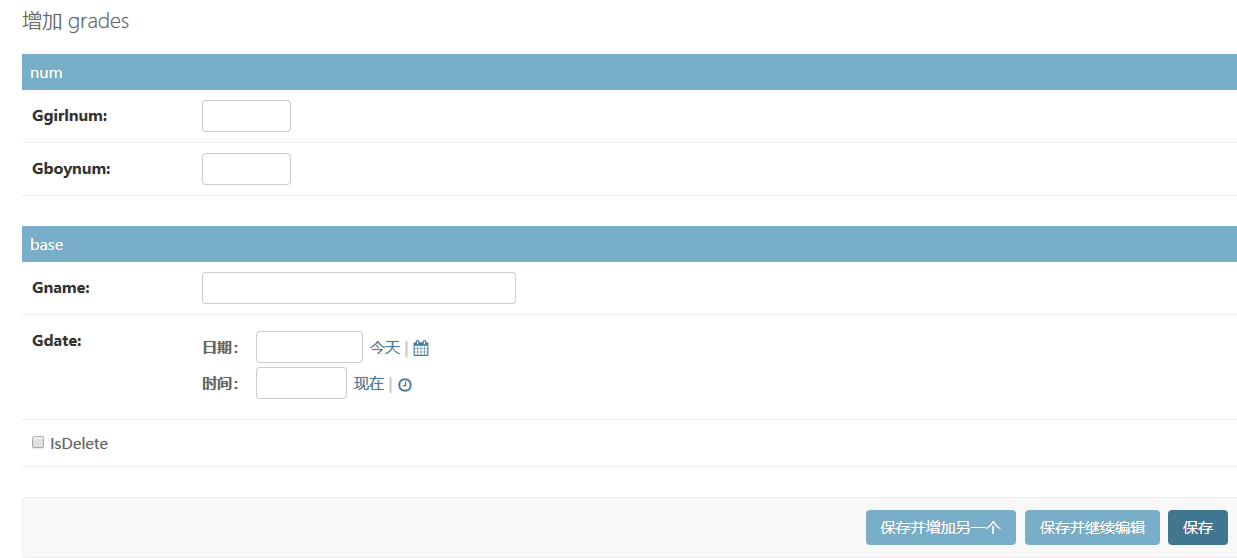 增加 grades
num
Ggirlnum:
Gboynum:
base
Gname:
Gdate:
日期： 今天 |
时间： 现在 |
IsDelete
保存并增加另一个 保存并继续编辑 保存